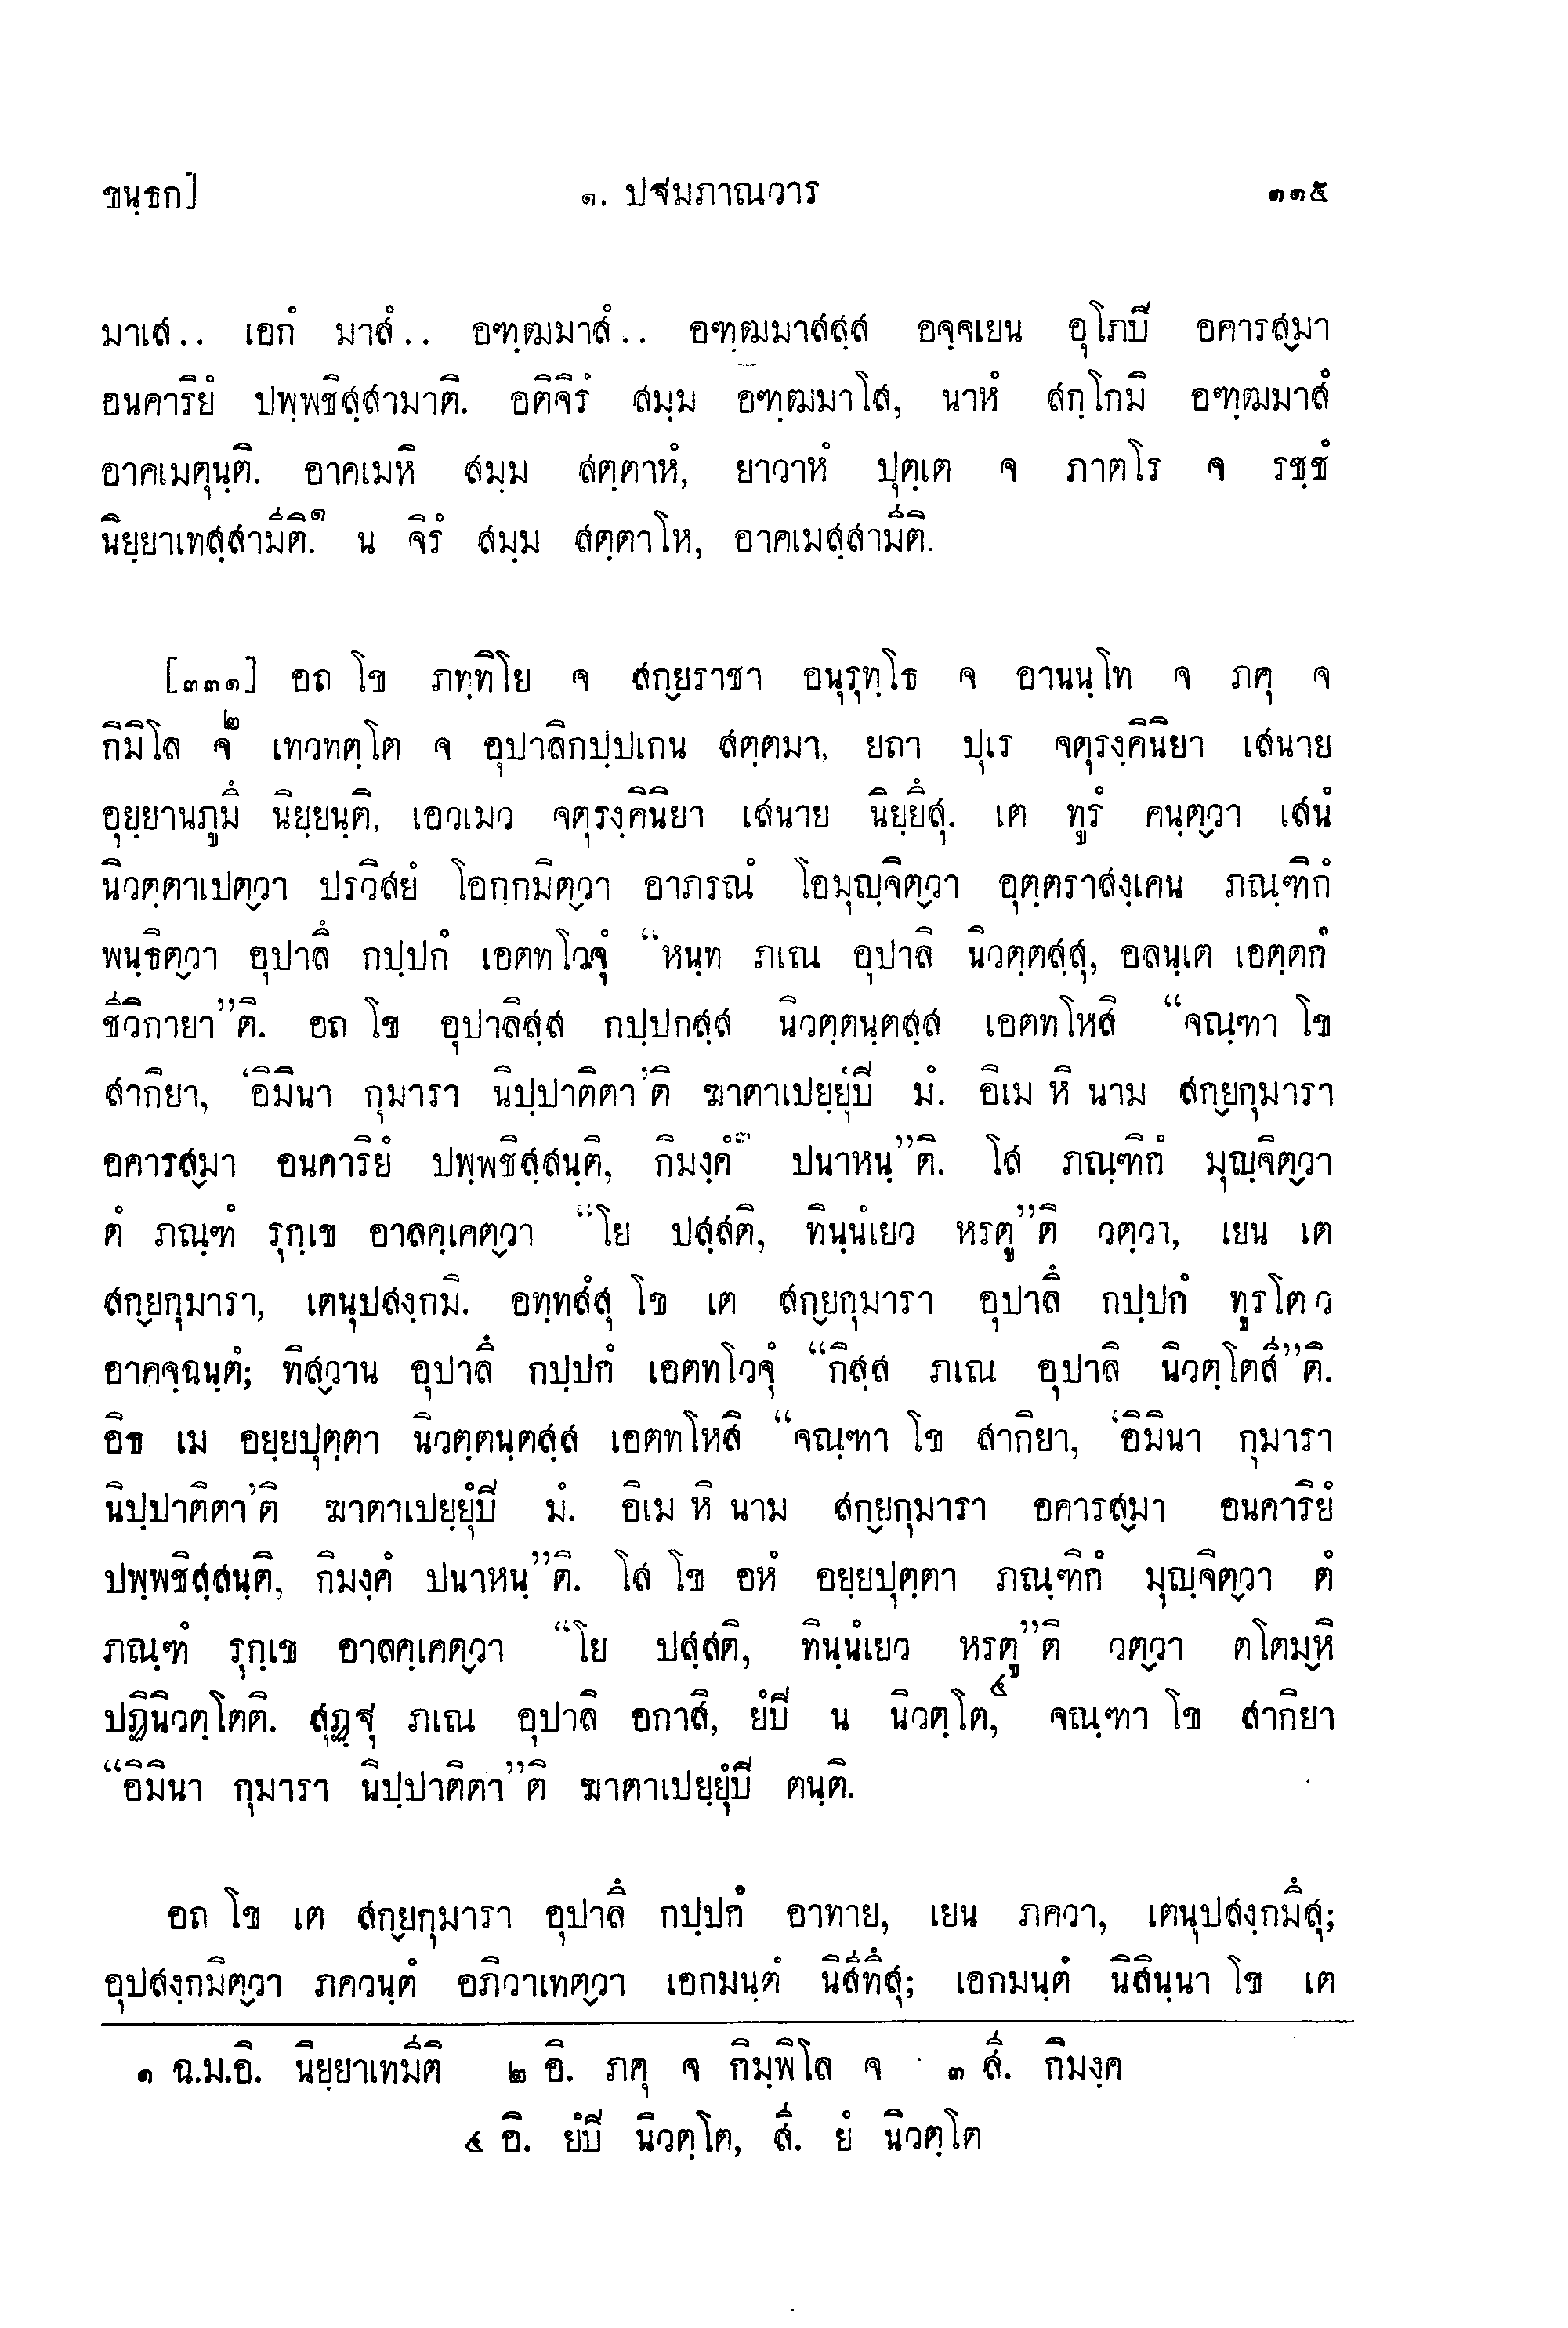 ขนฺธก]
๑. ปฐมภาณวาร
๑๑๕
มาเส.. เอกํ มาสํ.. อฑฺฒมาสํ.. อฑฺฒมาสสฺส อจฺจเยน อุโภปิ อคารสฺมา
อนคาริยํ ปพฺพชิสฺสามาติ. อติจิรํ สมฺม อฑฺฒมาโส, นาหํ สกฺโกมิ อฑฺฒมาสํ
อาคเมตุนฺติ. อาคเมหิ สมฺม สตฺตาหํ, ยาวาหํ ปุตฺเต จ ภาตโร จ รชฺชํ
นิยฺยาเทสฺสามีติ.๑ น จิรํ สมฺม สตฺตาโห, อาคเมสฺสามีติ.
[๓๓๑] อถ โข ภทฺทิโย จ สกฺยราชา อนุรุทฺโธ จ อานนฺโท จ ภคุ จ
กิมิโล จ๒ เทวทตฺโต จ อุปาลิกปฺปเกน สตฺตมา, ยถา ปุเร จตุรงฺคินิยา เสนาย
อุยฺยานภูมึ นิยฺยนฺติ, เอวเมว จตุรงฺคินิยา เสนาย นิยฺยึสุ. เต ทูรํ คนฺตฺวา เสนํ
นิวตฺตาเปตฺวา ปรวิสยํ โอกฺกมิตฺวา อาภรณํ โอมุญฺจิตฺวา อุตฺตราสงฺเคน ภณฺฑิกํ
พนฺธิตฺวา อุปาลึ กปฺปกํ เอตทโวจุํ “หนฺท ภเณ อุปาลิ นิวตฺตสฺสุ, อลนฺเต เอตฺตกํ
ชีวิกายา”ติ. อถ โข อุปาลิสฺส กปฺปกสฺส นิวตฺตนฺตสฺส เอตทโหสิ “จณฺฑา โข
สากิยา, ‘อิมินา กุมารา นิปฺปาติตา’ติ ฆาตาเปยฺยุํปิ มํ. อิเม หิ นาม สกฺยกุมารา
อคารสฺมา อนคาริยํ ปพฺพชิสฺสนฺติ, กิมงฺคํ๓ ปนาหนฺ”ติ. โส ภณฺฑิกํ มุญฺจิตฺวา
ตํ ภณฺฑํ รุกฺเข อาลคฺเคตฺวา “โย ปสฺสติ, ทินฺนํเยว หรตู”ติ วตฺวา, เยน เต
สกฺยกุมารา, เตนุปสงฺกมิ. อทฺทสํสุ โข เต สกฺยกุมารา อุปาลึ กปฺปกํ ทูรโต ว
อาคจฺฉนฺตํ; ทิสฺวาน อุปาลึ กปฺปกํ เอตทโวจุํ “กิสฺส ภเณ อุปาลิ นิวตฺโตสี”ติ.
อิธ เม อยฺยปุตฺตา นิวตฺตนฺตสฺส เอตทโหสิ “จณฺฑา โข สากิยา, ‘อิมินา กุมารา
นิปฺปาติตา’ติ ฆาตาเปยฺยุํปิ มํ. อิเม หิ นาม สกฺยกุมารา อคารสฺมา อนคาริยํ
ปพฺพชิสฺสนฺติ, กิมงฺคํ ปนาหนฺ”ติ. โส โข อหํ อยฺยปุตฺตา ภณฺฑิกํ มุญฺจิตฺวา ตํ
ภณฺฑํ รุกฺเข อาลคฺเคตฺวา “โย ปสฺสติ, ทินฺนํเยว หรตู”ติ วตฺวา ตโตมฺหิ
ปฏินิวตฺโตติ. สุฏฺฐุ ภเณ อุปาลิ อกาสิ, ยํปิ น นิวตฺโต,๔ จณฺฑา โข สากิยา
“อิมินา กุมารา นิปฺปาติตา”ติ ฆาตาเปยฺยุํปิ ตนฺติ.
อถ โข เต สกฺยกุมารา อุปาลึ กปฺปกํ อาทาย, เยน ภควา, เตนุปสงฺกมึสุ;
อุปสงฺกมิตฺวา ภควนฺตํ อภิวาเทตฺวา เอกมนฺตํ นิสีทึสุ; เอกมนฺตํ นิสินฺนา โข เต
๑ ฉ.ม.อิ. นิยฺยาเทมีติ ๒ อิ. ภคุ จ กิมฺพิโล จ ๓ สี. กิมงฺค
๔ อิ. ยํปิ นิวตฺโต, สี. ยํ นิวตฺโต